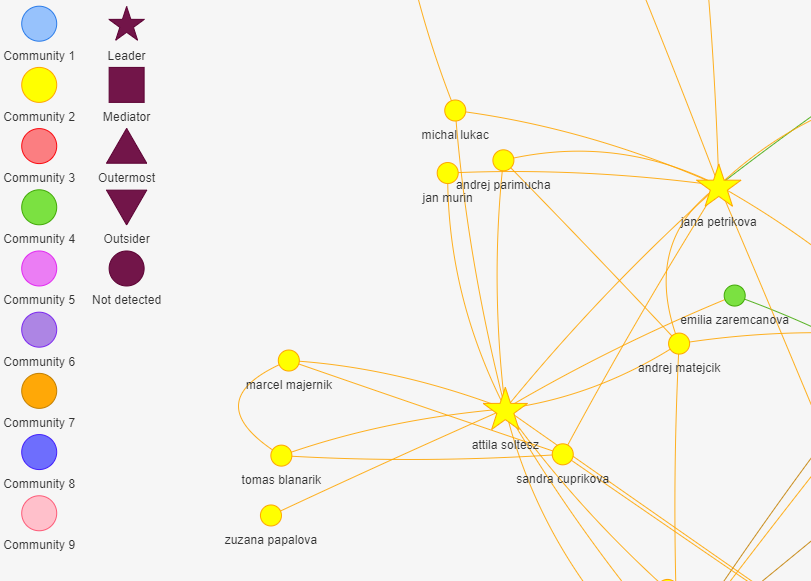 Community 1
Leader
Community 2
Mediator
Community 3
Outermost
Community 4
Outsider
Community 5
Not detected
Community 6
Community 7
Community 8
Community 9
michal lukac
andrej parimucha
jan murin
jana petrikova
emilia zaremcanova
andrej matejcik
marcel majernik
attila soltesz
tomas blanarik
sandra cuprikova
zuzana papalova